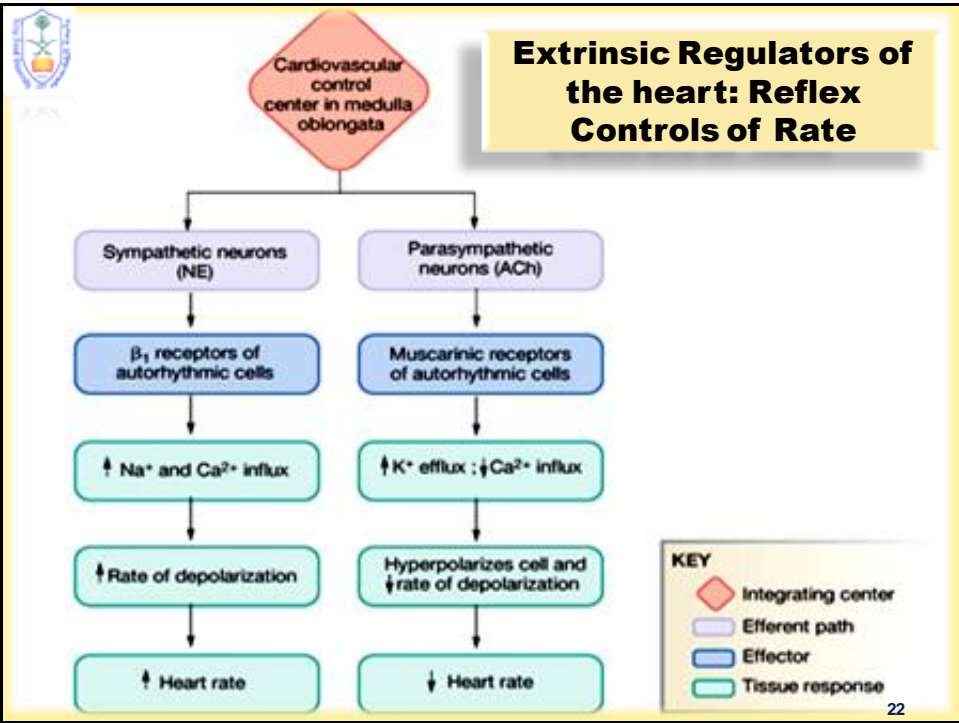 Extrinsic Regulators of
the heart: Reflex
Controls of Rate
Cardiovascular
control
center in medulla
oblongata
Sympathetic neurons
(NE)
Parasympathetic
neurons (ACh)
β₁ receptors of
autorhythmic cells
Muscarinic receptors
of autorhythmic cells
↑ Na⁺ and Ca²⁺ influx
↑K⁺ efflux ; ↓Ca²⁺ influx
↑Rate of depolarization
Hyperpolarizes cell and
↓rate of depolarization
↑ Heart rate
↓ Heart rate
KEY
Integrating center
Efferent path
Effector
Tissue response
22